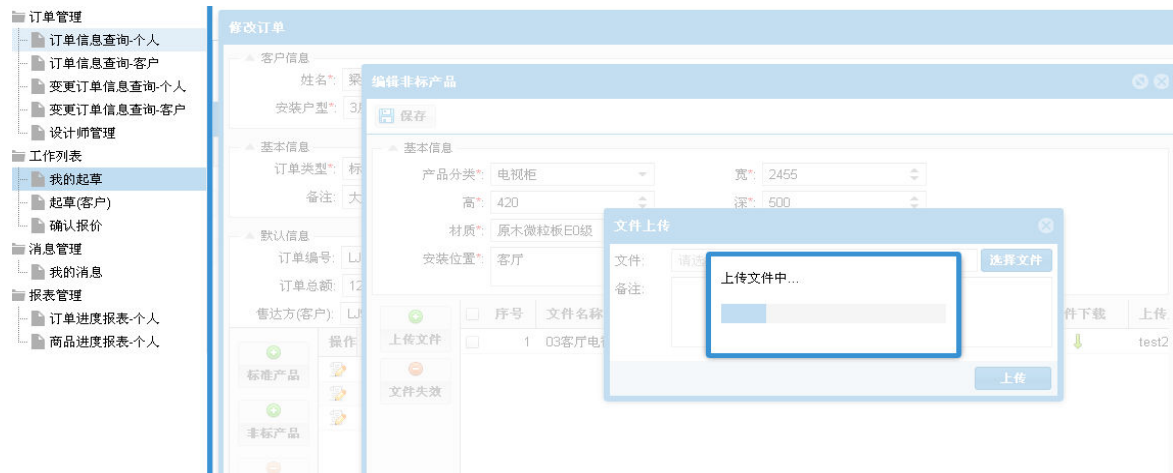 订单管理
订单信息查询-个人
订单信息查询-客户
变更订单信息查询-个人
变更订单信息查询-客户
设计师管理
工作列表
我的起草
起草(客户)
确认报价
消息管理
我的消息
报表管理
订单进度报表-个人
商品进度报表-个人
修改订单
客户信息
姓名*: 梁
安装户型*:
基本信息
订单类型*: 标
备注: 大
默认信息
订单编号: LJ
订单总额: 12
售达方(客户): LJ
操作
标准产品
非标产品
编辑非标产品
保存
基本信息
产品分类*: 电视柜 宽*: 2455
高*: 420 深*: 500
材质*: 原木微粒板E0级
安装位置*: 客厅
上传文件
文件失效
序号 文件名称 件下载 上传
1 03客厅电 test2
文件上传
文件: 选择文件
备注:
上传文件中...
上传